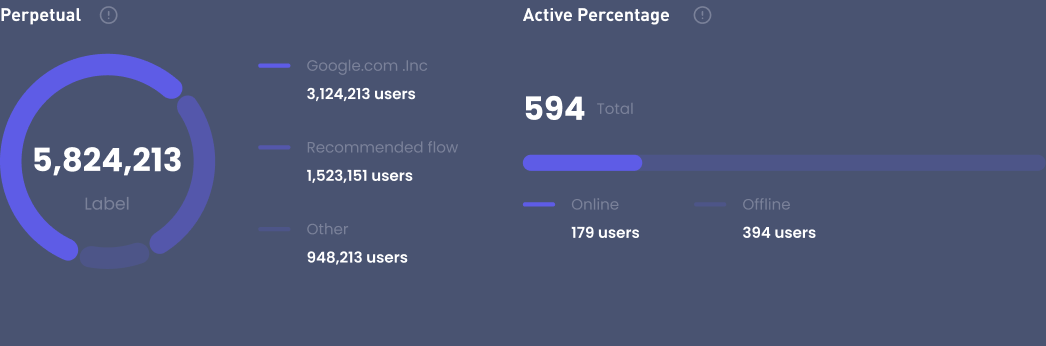 Perpetual
5,824,213
Label
Google.com .Inc
3,124,213 users
Recommended flow
1,523,151 users
Other
948,213 users
Active Percentage
594 Total
Online
179 users
Offline
394 users